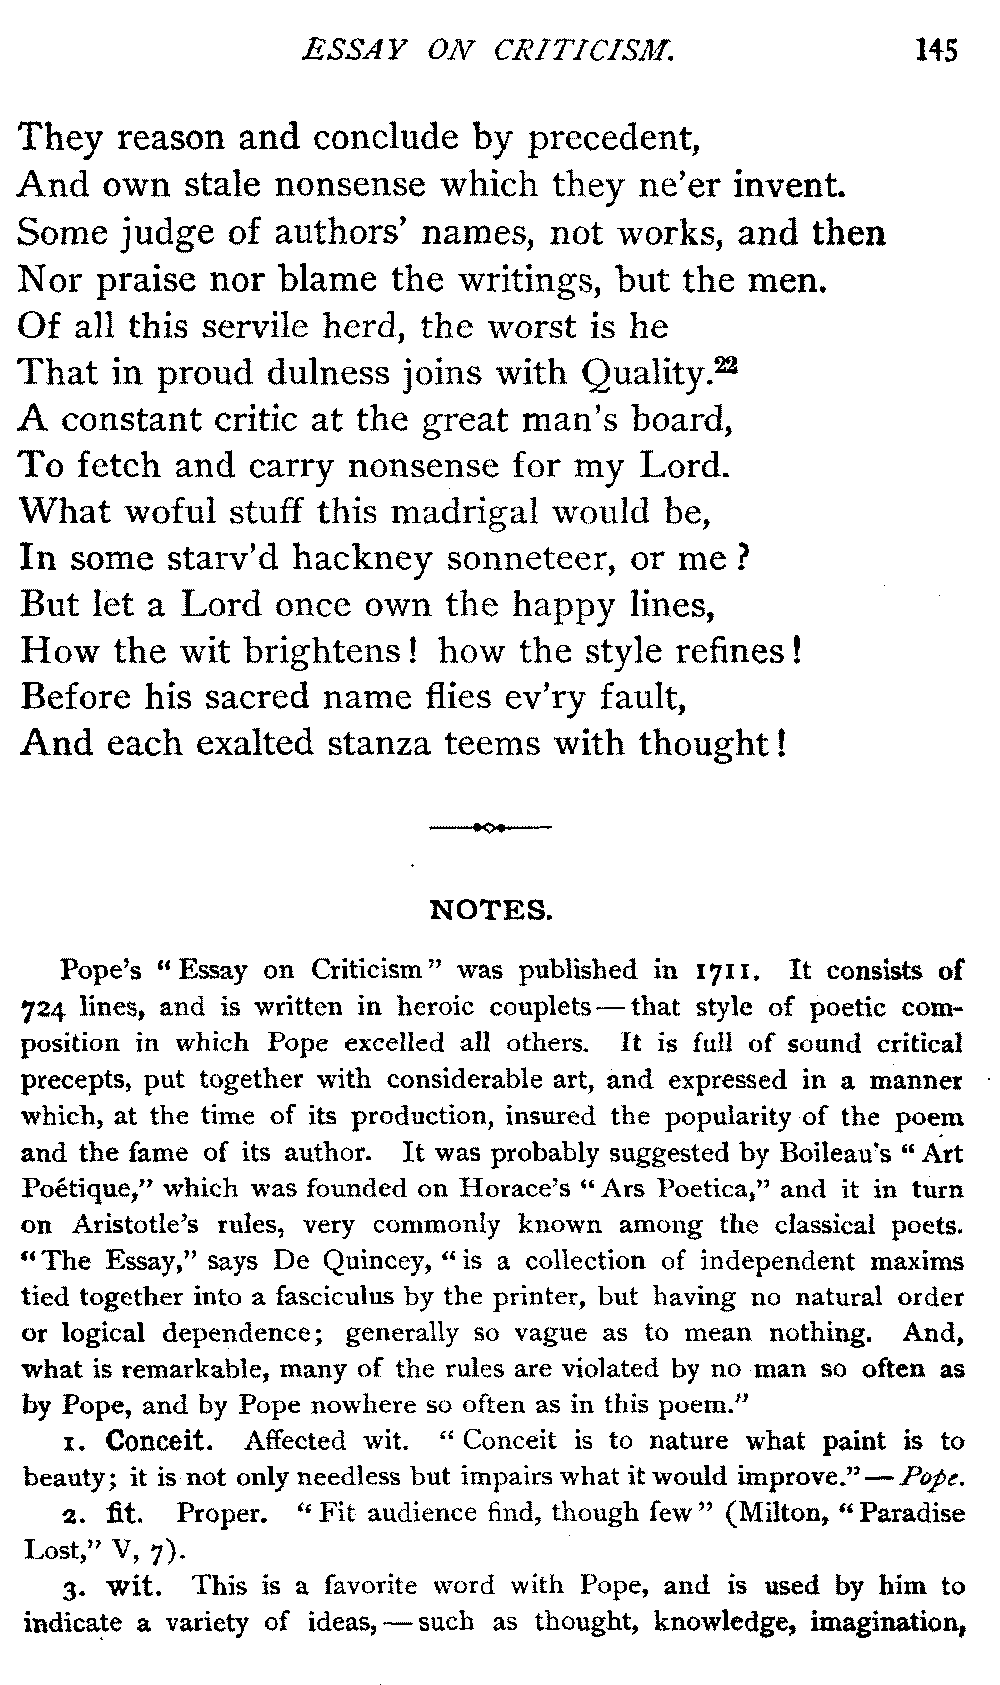 ESSAY ON CRITICISM. 145
They reason and conclude by precedent,
And own stale nonsense which they ne'er invent.
Some judge of authors' names, not works, and then
Nor praise nor blame the writings, but the men.
Of all this servile herd, the worst is he
That in proud dulness joins with Quality.²²
A constant critic at the great man's board,
To fetch and carry nonsense for my Lord.
What woful stuff this madrigal would be,
In some starv'd hackney sonneteer, or me ?
But let a Lord once own the happy lines,
How the wit brightens ! how the style refines !
Before his sacred name flies ev'ry fault,
And each exalted stanza teems with thought !
NOTES.
Pope's "Essay on Criticism" was published in 1711. It consists of
724 lines, and is written in heroic couplets — that style of poetic com-
position in which Pope excelled all others. It is full of sound critical
precepts, put together with considerable art, and expressed in a manner
which, at the time of its production, insured the popularity of the poem
and the fame of its author. It was probably suggested by Boileau's "Art
Poétique," which was founded on Horace's "Ars Poetica," and it in turn
on Aristotle's rules, very commonly known among the classical poets.
"The Essay," says De Quincey, "is a collection of independent maxims
tied together into a fasciculus by the printer, but having no natural order
or logical dependence; generally so vague as to mean nothing. And,
what is remarkable, many of the rules are violated by no man so often as
by Pope, and by Pope nowhere so often as in this poem."
1. Conceit. Affected wit. "Conceit is to nature what paint is to
beauty; it is not only needless but impairs what it would improve." — Pope.
2. fit. Proper. "Fit audience find, though few" (Milton, "Paradise
Lost," V, 7).
3. wit. This is a favorite word with Pope, and is used by him to
indicate a variety of ideas, — such as thought, knowledge, imagination,